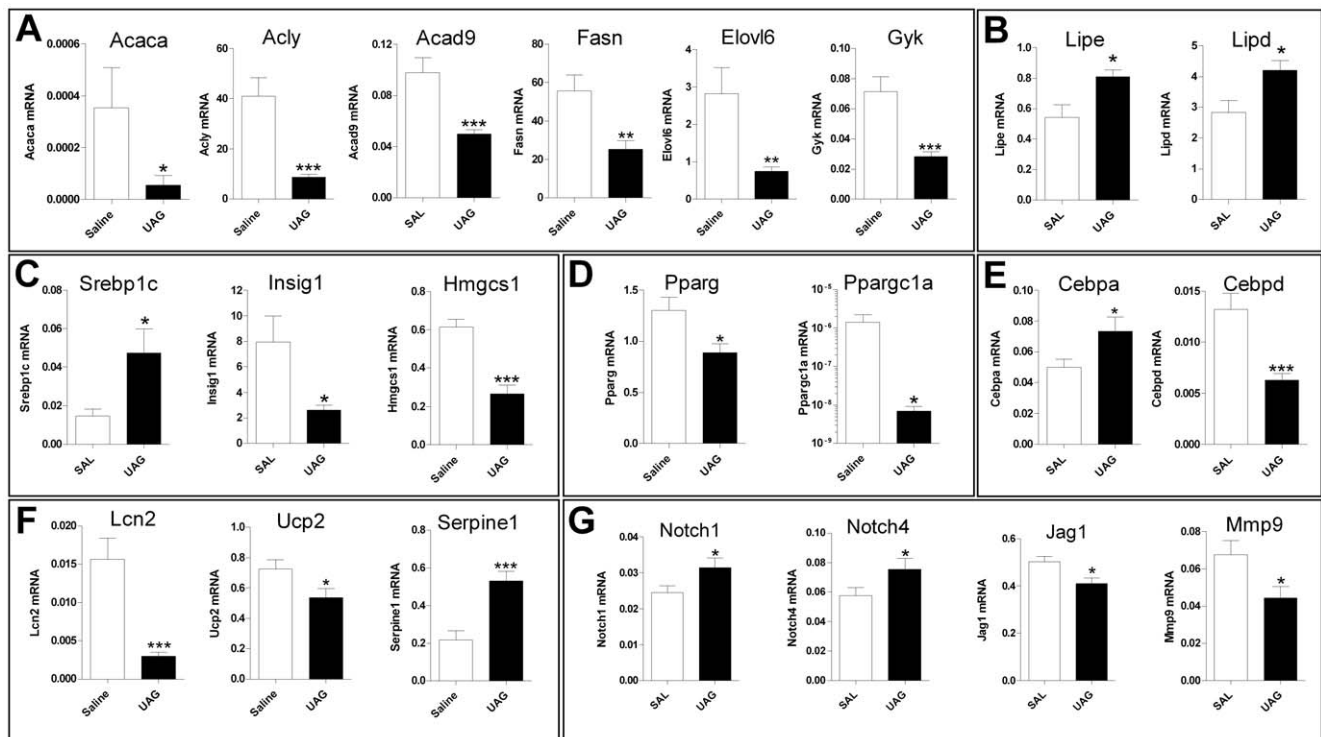 A
Acaca
Acaca mRNA
0.0006
0.0004
0.0002
0.0000
*
Saline
UAG
Acly
Acly mRNA
60
40
20
0
***
Saline
UAG
Acad9
Acad9 mRNA
0.12
0.08
0.04
0.00
***
SAL
UAG
Fasn
Fasn mRNA
80
60
40
20
0
**
Saline
UAG
Elovl6
Elovl6 mRNA
4
3
2
1
0
**
Saline
UAG
Gyk
Gyk mRNA
0.10
0.08
0.06
0.04
0.02
0.00
***
Saline
UAG
B
Lipe
Lipe mRNA
1.0
0.8
0.6
0.4
0.2
0.0
*
SAL
UAG
Lipd
Lipd mRNA
5
4
3
2
1
0
*
SAL
UAG
C
Srebp1c
Srebp1c mRNA
0.08
0.06
0.04
0.02
0.00
*
SAL
UAG
Insig1
Insig1 mRNA
12
10
8
6
4
2
0
*
SAL
UAG
Hmgcs1
Hmgcs1 mRNA
0.8
0.6
0.4
0.2
0.0
***
Saline
UAG
D
Pparg
Pparg mRNA
1.5
1.0
0.5
0.0
*
Saline
UAG
Ppargc1a
Ppargc1a mRNA
10-5
10-6
10-7
10-8
10-9
*
Saline
UAG
E
Cebpa
Cebpa mRNA
0.10
0.08
0.06
0.04
0.02
0.00
*
SAL
UAG
Cebpd
Cebpd mRNA
0.015
0.010
0.005
0.000
***
SAL
UAG
F
Lcn2
Lcn2 mRNA
0.020
0.015
0.010
0.005
0.000
***
Saline
UAG
Ucp2
Ucp2 mRNA
1.0
0.8
0.6
0.4
0.2
0.0
*
Saline
UAG
Serpine1
Serpine1 mRNA
0.8
0.6
0.4
0.2
0.0
***
Saline
UAG
G
Notch1
Notch1 mRNA
0.04
0.03
0.02
0.01
0.00
*
SAL
UAG
Notch4
Notch4 mRNA
0.10
0.08
0.06
0.04
0.02
0.00
*
SAL
UAG
Jag1
Jag1 mRNA
0.6
0.4
0.2
0.0
*
SAL
UAG
Mmp9
Mmp9 mRNA
0.08
0.06
0.04
0.02
0.00
*
SAL
UAG